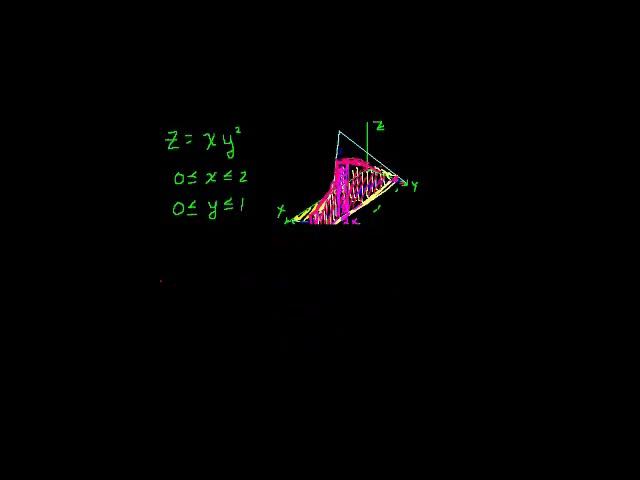 z = xy²
0 ≤ x ≤ 2
0 ≤ y ≤ 1
z
y
x